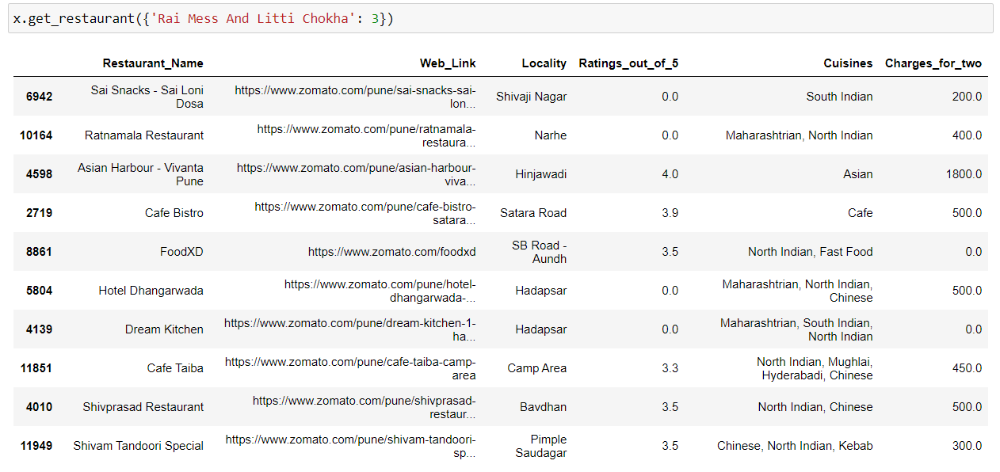 x.get_restaurant({'Rai Mess And Litti Chokha': 3})
Restaurant_Name Web_Link Locality Ratings_out_of_5 Cuisines Charges_for_two
6942 Sai Snacks - Sai Loni Dosa https://www.zomato.com/pune/sai-snacks-sai-lon... Shivaji Nagar 0.0 South Indian 200.0
10164 Ratnamala Restaurant https://www.zomato.com/pune/ratnamala-restaura... Narhe 0.0 Maharashtrian, North Indian 400.0
4598 Asian Harbour - Vivanta Pune https://www.zomato.com/pune/asian-harbour-viva... Hinjawadi 4.0 Asian 1800.0
2719 Cafe Bistro https://www.zomato.com/pune/cafe-bistro-satara... Satara Road 3.9 Cafe 500.0
8861 FoodXD https://www.zomato.com/foodxd SB Road - Aundh 3.5 North Indian, Fast Food 0.0
5804 Hotel Dhangarwada https://www.zomato.com/pune/hotel-dhangarwada-... Hadapsar 0.0 Maharashtrian, North Indian, Chinese 500.0
4139 Dream Kitchen https://www.zomato.com/pune/dream-kitchen-1-ha... Hadapsar 0.0 Maharashtrian, South Indian, North Indian 0.0
11851 Cafe Taiba https://www.zomato.com/pune/cafe-taiba-camp-area Camp Area 3.3 North Indian, Mughlai, Hyderabadi, Chinese 450.0
4010 Shivprasad Restaurant https://www.zomato.com/pune/shivprasad-restaur... Bavdhan 3.5 North Indian, Chinese 500.0
11949 Shivam Tandoori Special https://www.zomato.com/pune/shivam-tandoori-sp... Pimple Saudagar 3.5 Chinese, North Indian, Kebab 300.0